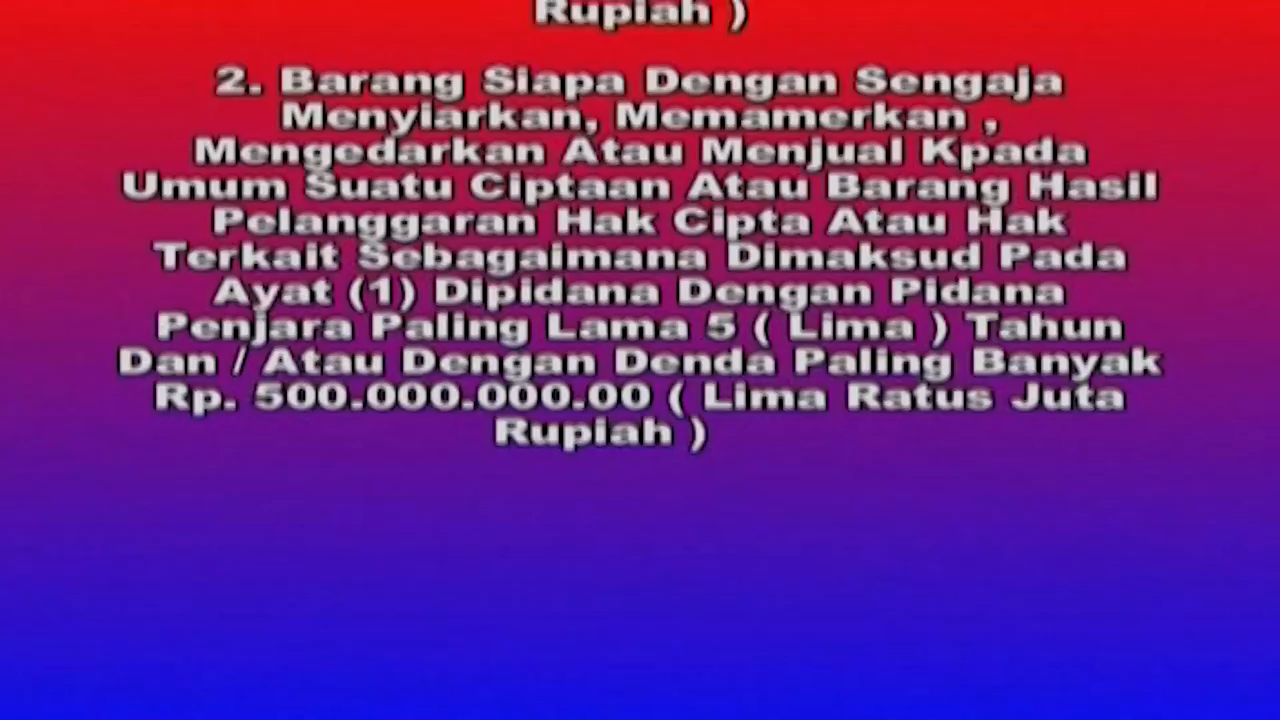 Rupiah )
2. Barang Siapa Dengan Sengaja
Menyiarkan, Memamerkan ,
Mengedarkan Atau Menjual Kpada
Umum Suatu Ciptaan Atau Barang Hasil
Pelanggaran Hak Cipta Atau Hak
Terkait Sebagaimana Dimaksud Pada
Ayat (1) Dipidana Dengan Pidana
Penjara Paling Lama 5 ( Lima ) Tahun
Dan / Atau Dengan Denda Paling Banyak
Rp. 500.000.000.00 ( Lima Ratus Juta
Rupiah )